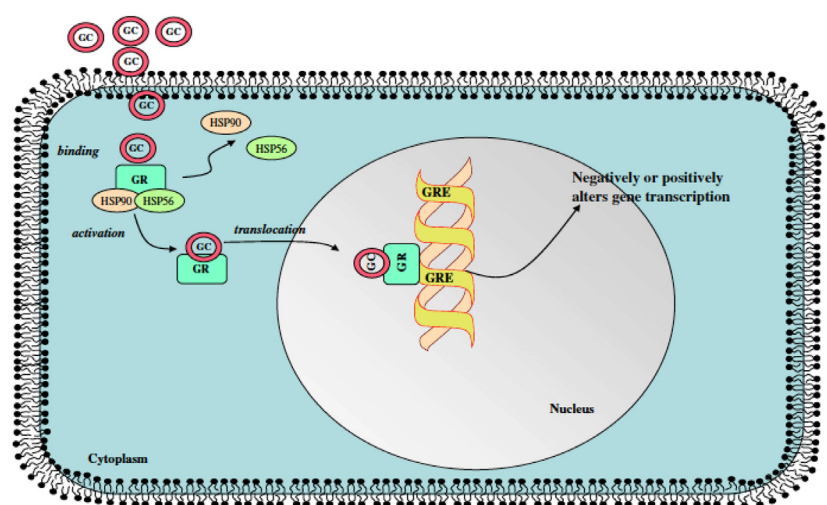 GC
GC
GC
GC
GC
HSP90
GC
binding
HSP56
GR
HSP90
HSP56
activation
translocation
GC
GR
GC
GR
GRE
GRE
Negatively or positively
alters gene transcription
Nucleus
Cytoplasm